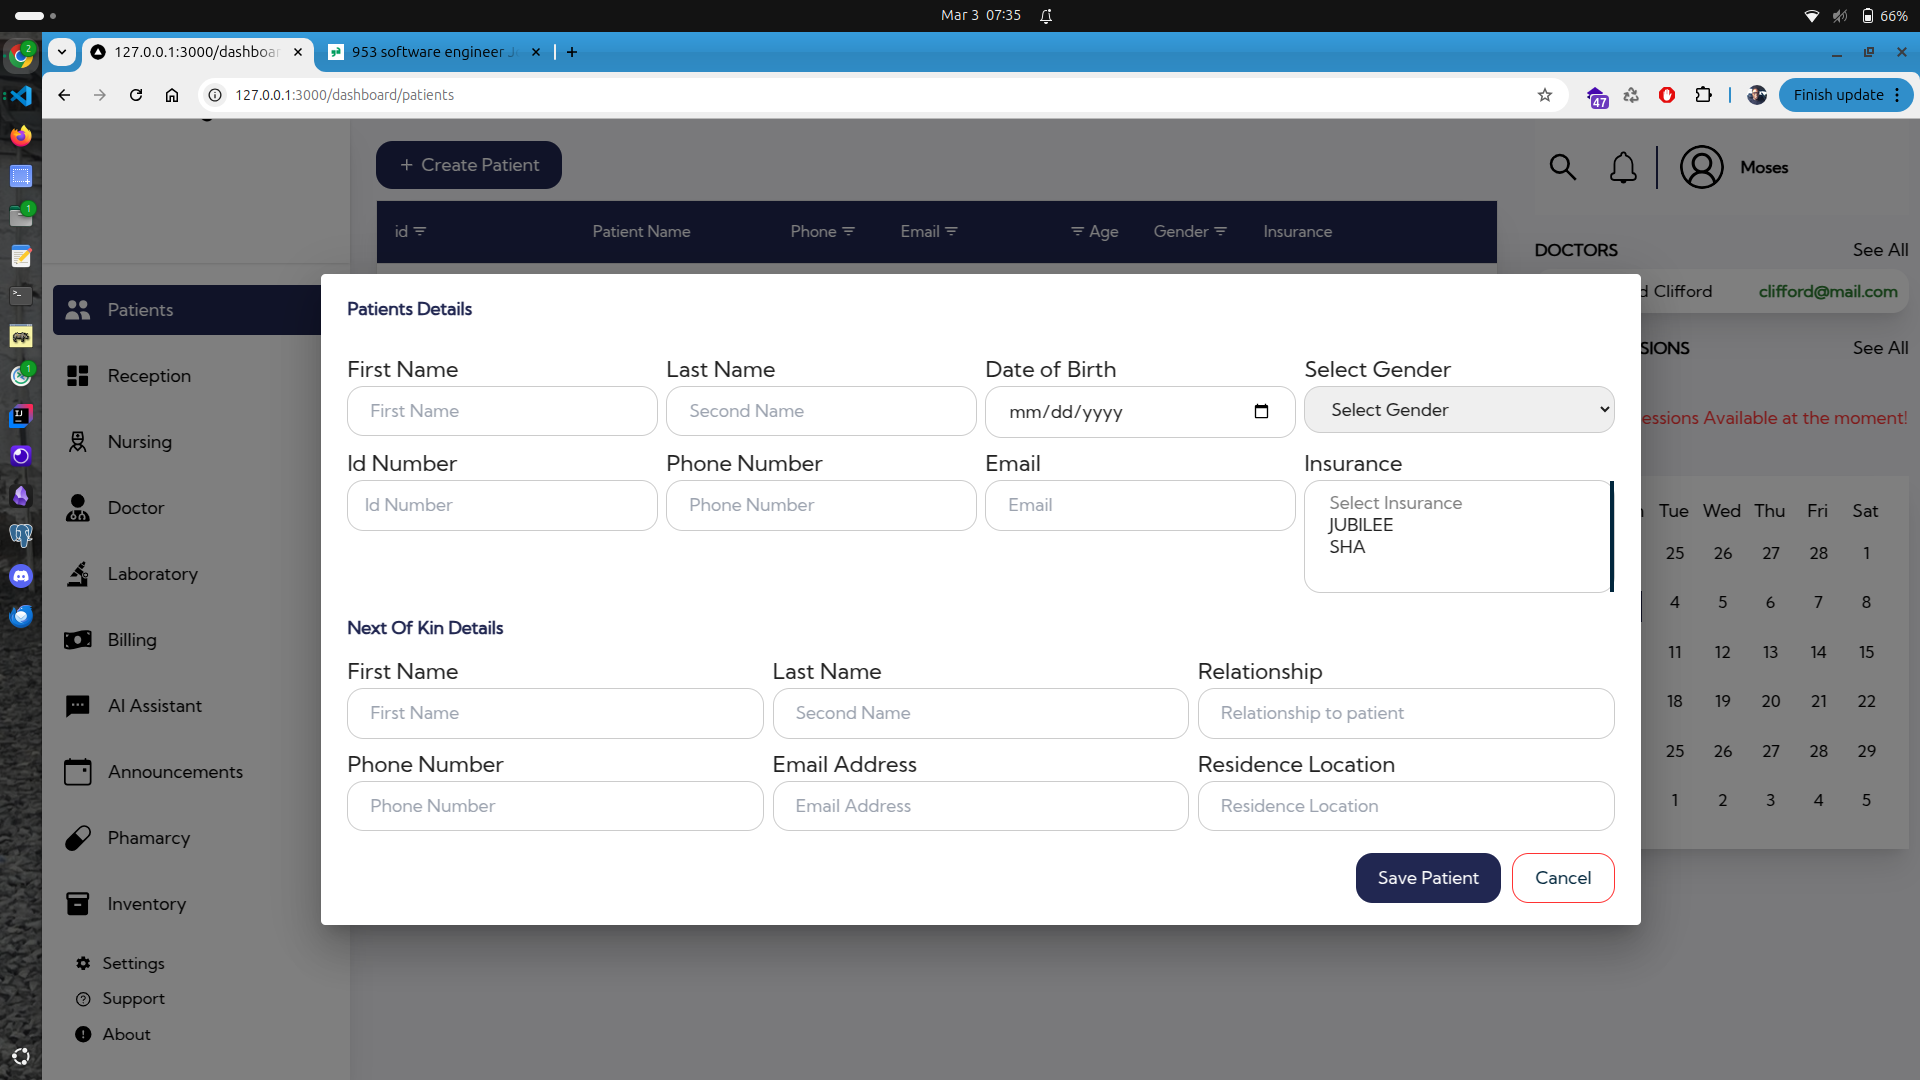 Mar 3 07:35
66%
127.0.0.1:3000/dashboar
953 software engineer J
127.0.0.1:3000/dashboard/patients
47
Finish update
2
1
1
Create Patient
Moses
id
Patient Name
Phone
Email
Age
Gender
Insurance
DOCTORS
See All
d Clifford
clifford@mail.com
SIONS
See All
essions Available at the moment!
Patients
Reception
Nursing
Doctor
Laboratory
Billing
AI Assistant
Announcements
Phamarcy
Inventory
Settings
Support
About
Patients Details
First Name
Last Name
Date of Birth
Select Gender
First Name
Second Name
mm/dd/yyyy
Select Gender
Id Number
Phone Number
Email
Insurance
Id Number
Phone Number
Email
Select Insurance
JUBILEE
SHA
Next Of Kin Details
First Name
Last Name
Relationship
First Name
Second Name
Relationship to patient
Phone Number
Email Address
Residence Location
Phone Number
Email Address
Residence Location
Save Patient
Cancel
Tue Wed Thu Fri Sat
25 26 27 28 1
4 5 6 7 8
11 12 13 14 15
18 19 20 21 22
25 26 27 28 29
1 2 3 4 5